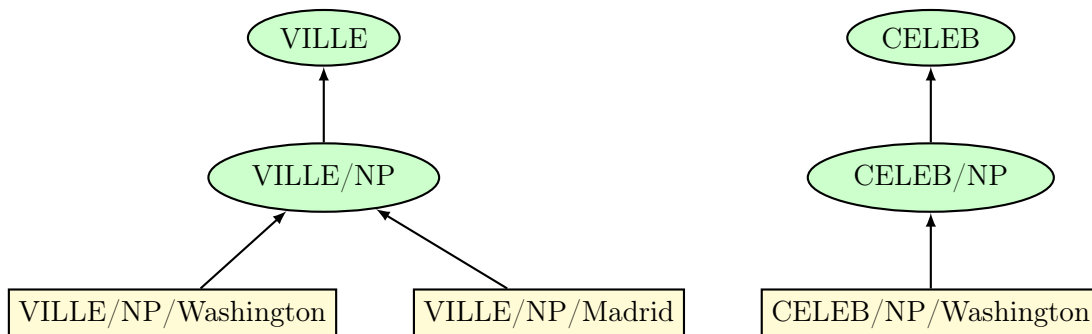 VILLE
CELEB
VILLE/NP
CELEB/NP
VILLE/NP/Washington
VILLE/NP/Madrid
CELEB/NP/Washington